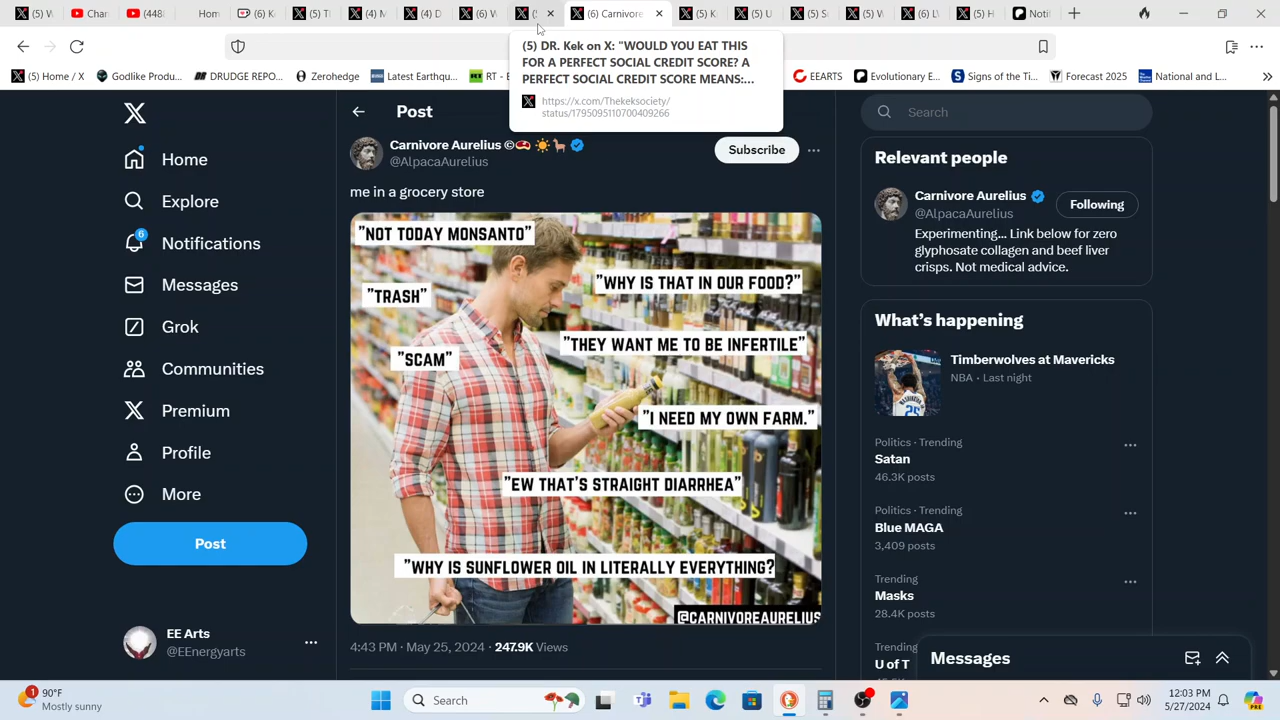 (5) Home / X
Godlike Produ...
DRUDGE REPO...
Zerohedge
Latest Earthqu...
RT - B
EEARTS
Evolutionary E...
Signs of the Ti...
Forecast 2025
National and L...
(6) Carnivore
(5) DR. Kek on X: "WOULD YOU EAT THIS
FOR A PERFECT SOCIAL CREDIT SCORE? A
PERFECT SOCIAL CREDIT SCORE MEANS:...
https://x.com/Thekeksociety/
status/1795095110700409266
Home
Explore
6
Notifications
Messages
Grok
Communities
Premium
Profile
More
Post
EE Arts
@EEnergyarts
Post
Carnivore Aurelius ©
@AlpacaAurelius
Subscribe
me in a grocery store
"NOT TODAY MONSANTO"
"WHY IS THAT IN OUR FOOD?"
"TRASH"
"THEY WANT ME TO BE INFERTILE"
"SCAM"
"I NEED MY OWN FARM."
"EW THAT'S STRAIGHT DIARRHEA"
"WHY IS SUNFLOWER OIL IN LITERALLY EVERYTHING?
@CARNIVOREAURELIUS
4:43 PM · May 25, 2024 · 247.9K Views
Search
Relevant people
Carnivore Aurelius
@AlpacaAurelius
Following
Experimenting... Link below for zero
glyphosate collagen and beef liver
crisps. Not medical advice.
What's happening
Timberwolves at Mavericks
NBA · Last night
Politics · Trending
Satan
46.3K posts
Politics · Trending
Blue MAGA
3,409 posts
Trending
Masks
28.4K posts
Trending
U of T
Messages
1
90°F
Mostly sunny
Search
12:03 PM
5/27/2024